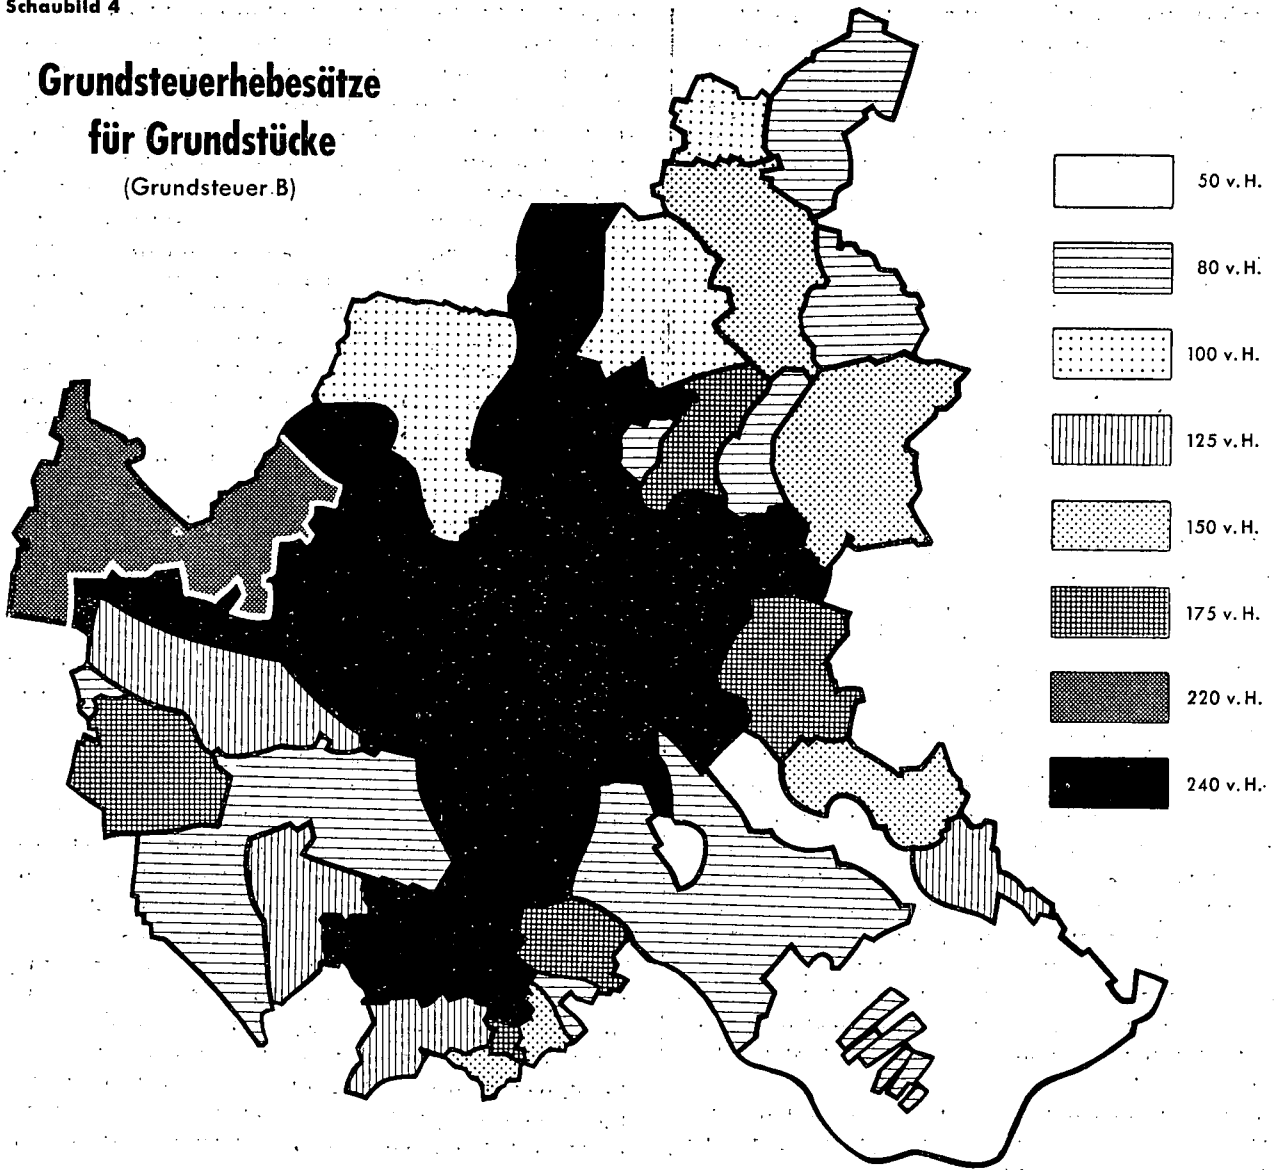 Schaubild 4
Grundsteuerhebesätze
für Grundstücke
(Grundsteuer B)
50 v. H.
80 v. H.
100 v. H.
125 v. H.
150 v. H.
175 v. H.
220 v. H.
240 v. H.